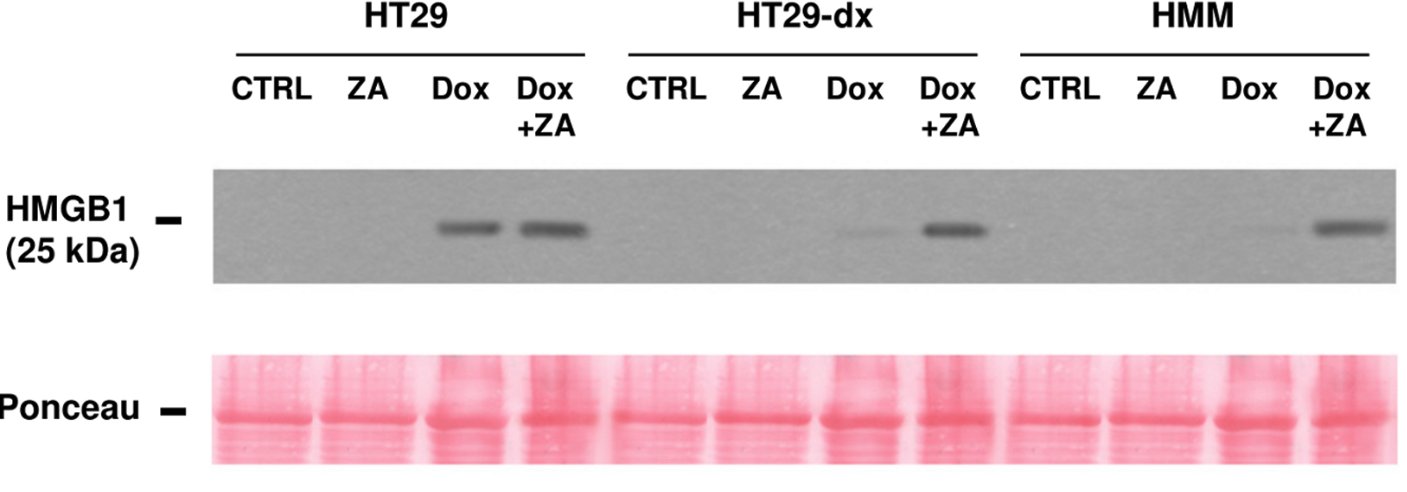 HT29 HT29-dx HMM
CTRL ZA Dox Dox CTRL ZA Dox Dox CTRL ZA Dox Dox
+ZA +ZA +ZA
HMGB1
(25 kDa)
Ponceau